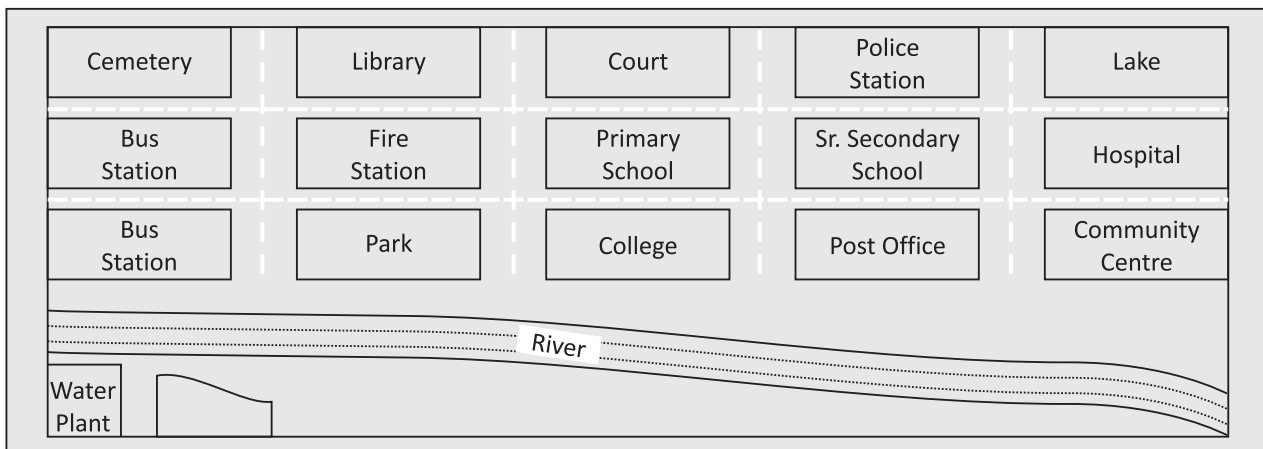 Cemetery
Library
Court
Police
Station
Lake
Bus
Station
Fire
Station
Primary
School
Sr. Secondary
School
Hospital
Bus
Station
Park
College
Post Office
Community
Centre
River
Water
Plant